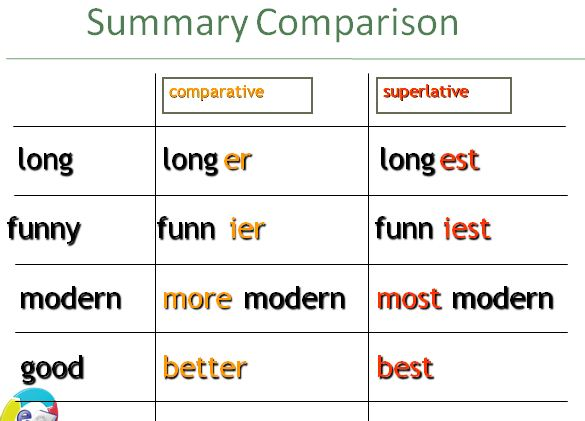 Summary Comparison
comparative superlative
long long er long est
funny funn ier funn iest
modern more modern most modern
good better best